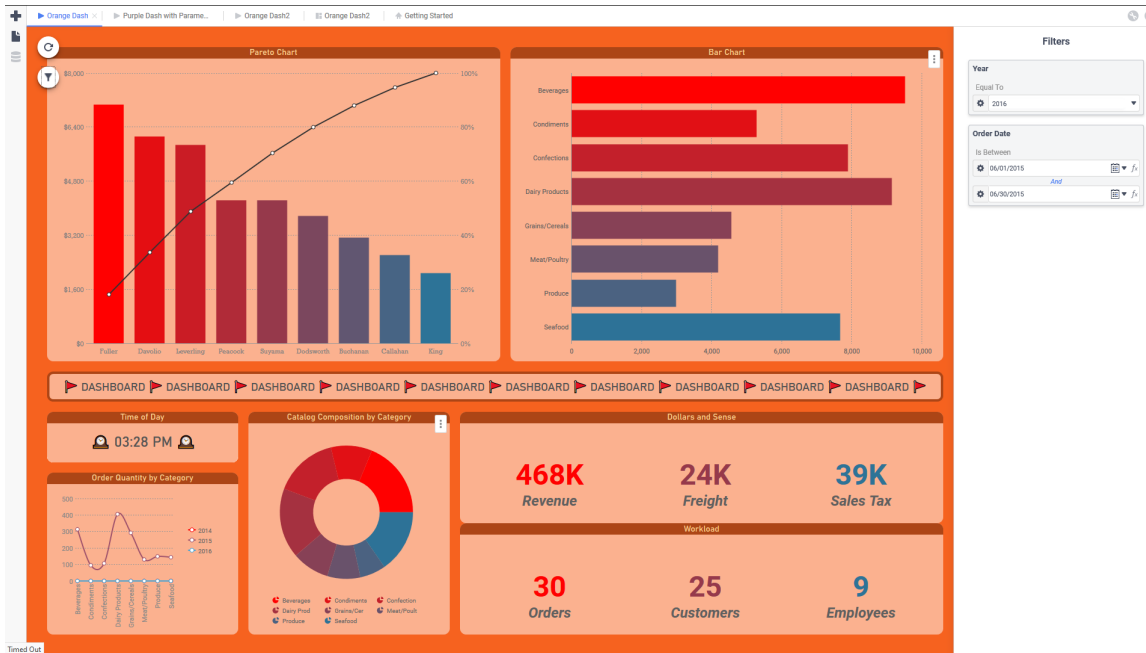 Orange Dash
Purple Dash with Parame...
Orange Dash2
Orange Dash2
Getting Started
Pareto Chart
$8,000
$6,400
$4,800
$3,200
$1,600
$0
100%
80%
60%
40%
20%
0%
Fuller Davolio Leverling Peacock Suyama Dodsworth Buchanan Callahan King
Bar Chart
Beverages
Condiments
Confections
Dairy Products
Grains/Cereals
Meat/Poultry
Produce
Seafood
0 2,000 4,000 6,000 8,000 10,000
Filters
Year
Equal To
2016
Order Date
Is Between
06/01/2015
fx
And
06/30/2015
fx
DASHBOARD DASHBOARD DASHBOARD DASHBOARD DASHBOARD DASHBOARD DASHBOARD DASHBOARD DASHBOARD DASHBOARD
Time of Day
03:28 PM
Order Quantity by Category
500
400
300
200
100
0
Beverages
Condiments
Confections
Dairy Products
Grains/Cereals
Meat/Poultry
Produce
Seafood
2014
2015
2016
Catalog Composition by Category
Beverages Condiments Confection
Dairy Prod Grains/Cer Meat/Poult
Produce Seafood
Dollars and Sense
468K 24K 39K
Revenue Freight Sales Tax
Workload
30 25 9
Orders Customers Employees
Timed Out